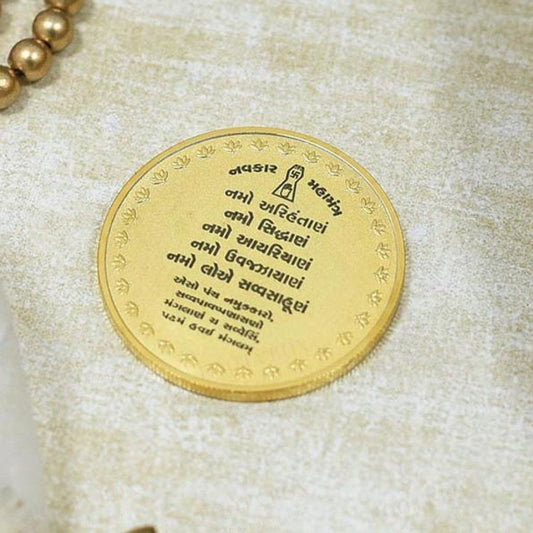 નવકાર મહામંત્ર
નમો અરિહંતાણં
નમો સિદ્ધાણં
નમો આયરિયાણં
નમો ઉવજઝાયાણં
નમો લોએ સવ્વસાહૂણં
એસો પંચ નમુક્કારો,
સવ્વપાવપ્પણાસણો
મંગલાણં ચ સવ્વેસિં,
પઢમં હવઈ મંગલમ્